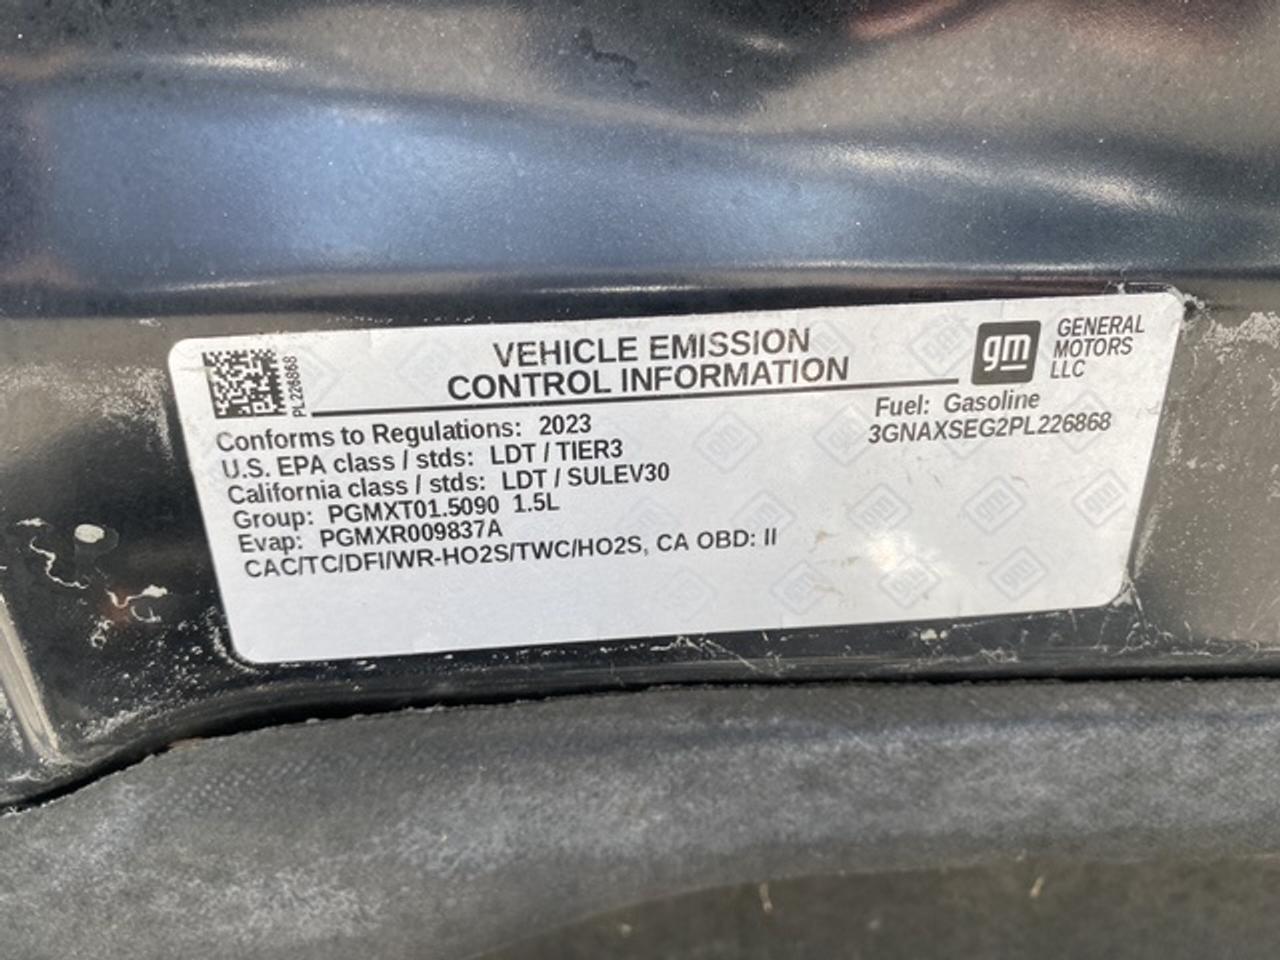 PL226868
VEHICLE EMISSION
CONTROL INFORMATION
gm
GENERAL
MOTORS
LLC
Conforms to Regulations: 2023
U.S. EPA class / stds: LDT / TIER3
California class / stds: LDT / SULEV30
Group: PGMXT01.5090 1.5L
Evap: PGMXR009837A
CAC/TC/DFI/WR-HO2S/TWC/HO2S, CA OBD: II
Fuel: Gasoline
3GNAXSEG2PL226868